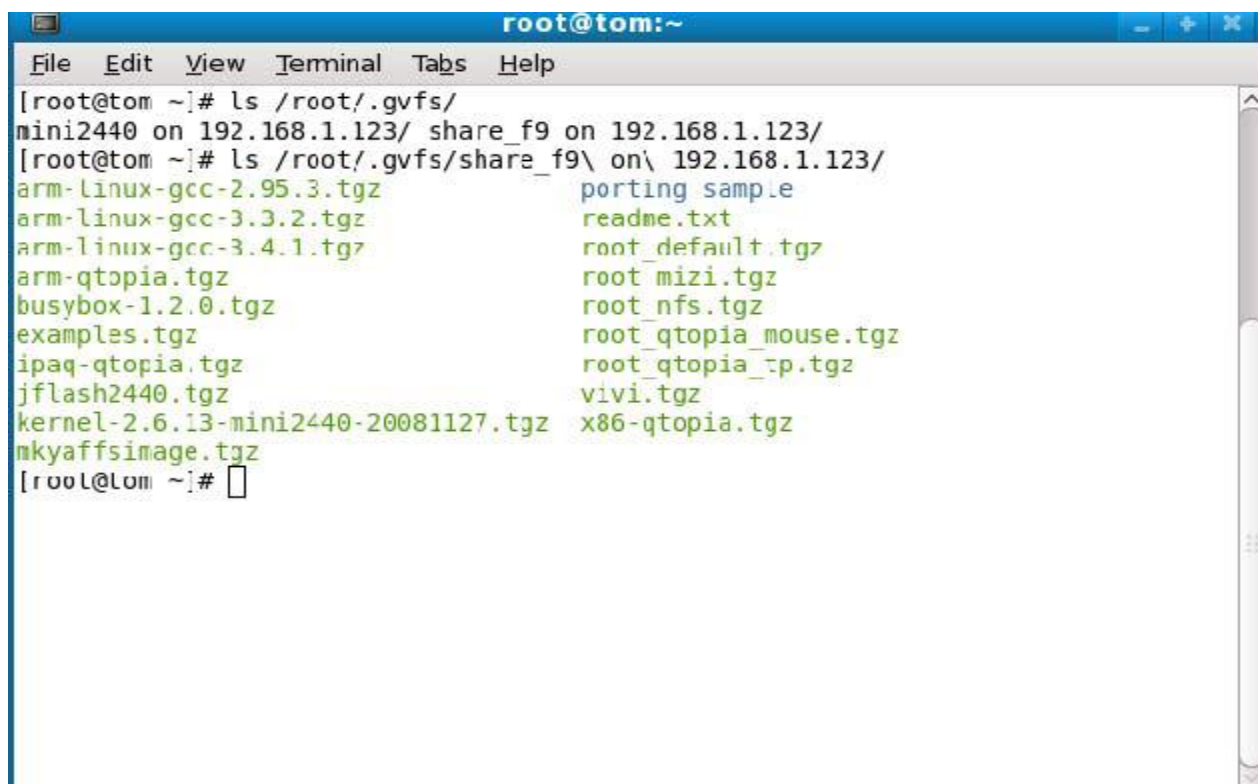 root@tom:~
File Edit View Terminal Tabs Help
[root@tom ~]# ls /root/.gvfs/
mini2440 on 192.168.1.123/ share_f9 on 192.168.1.123/
[root@tom ~]# ls /root/.gvfs/share_f9\ on\ 192.168.1.123/
arm-linux-gcc-2.95.3.tgz porting sample
arm-linux-gcc-3.3.2.tgz readme.txt
arm-linux-gcc-3.4.1.tgz root_default.tgz
arm-qtopia.tgz root_mizi.tgz
busybox-1.2.0.tgz root_nfs.tgz
examples.tgz root_qtopia_mouse.tgz
ipaq-qtopia.tgz root_qtopia_tp.tgz
jflash2440.tgz vivi.tgz
kernel-2.6.13-mini2440-20081127.tgz x86-qtopia.tgz
mkyaffsimage.tgz
[root@tom ~]#